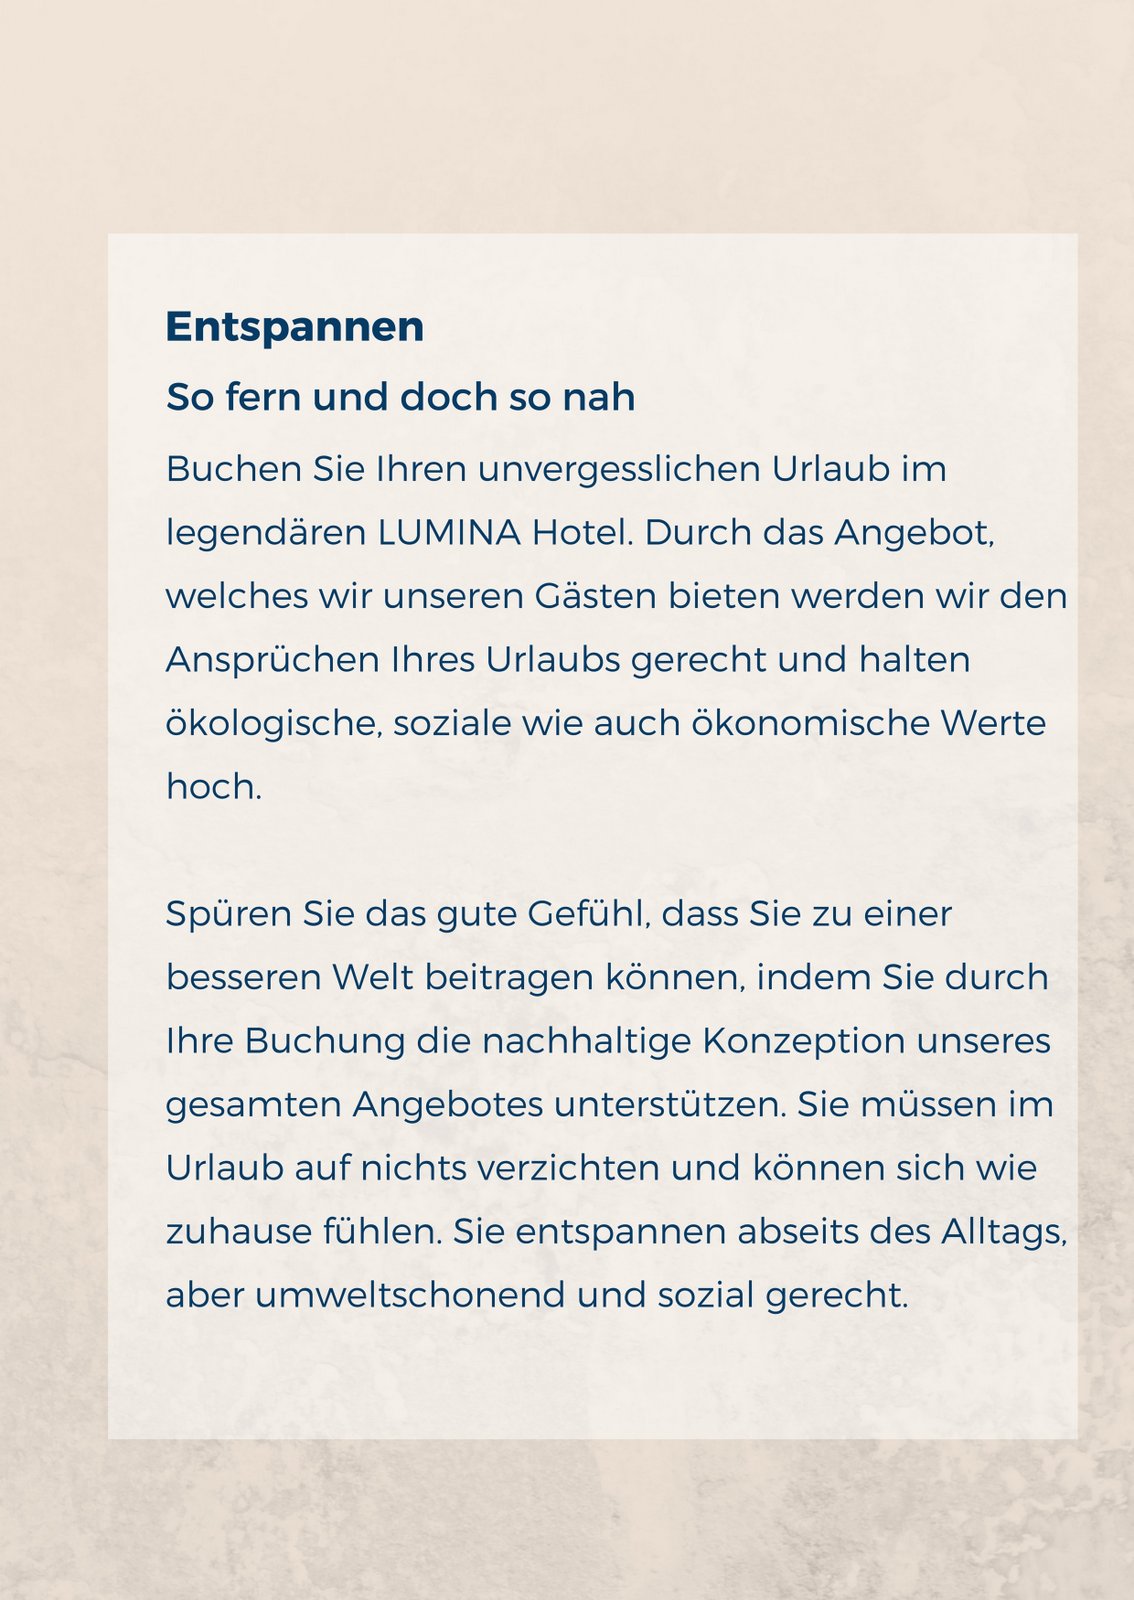 Entspannen
So fern und doch so nah
Buchen Sie Ihren unvergesslichen Urlaub im
legendären LUMINA Hotel. Durch das Angebot,
welches wir unseren Gästen bieten werden wir den
Ansprüchen Ihres Urlaubs gerecht und halten
ökologische, soziale wie auch ökonomische Werte
hoch.
Spüren Sie das gute Gefühl, dass Sie zu einer
besseren Welt beitragen können, indem Sie durch
Ihre Buchung die nachhaltige Konzeption unseres
gesamten Angebotes unterstützen. Sie müssen im
Urlaub auf nichts verzichten und können sich wie
zuhause fühlen. Sie entspannen abseits des Alltags,
aber umweltschonend und sozial gerecht.